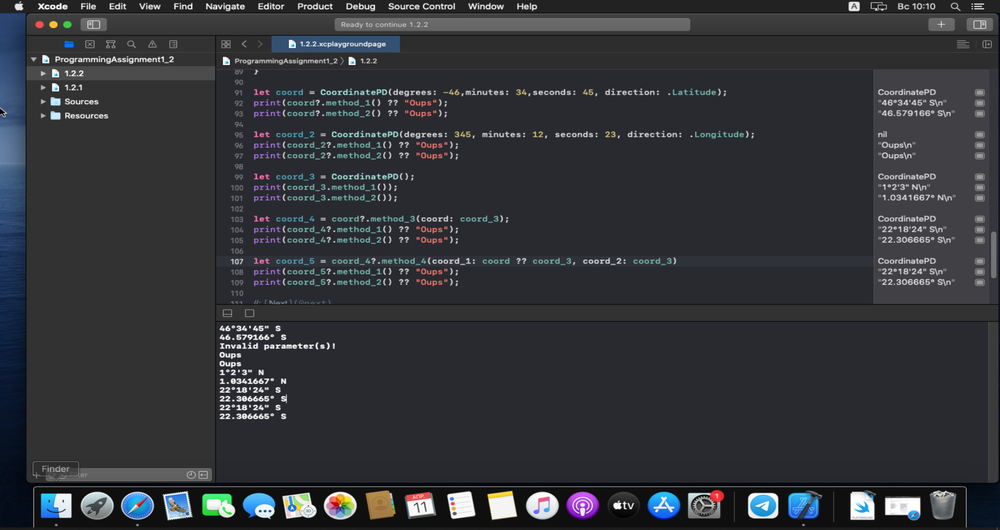 Xcode File Edit View Find Navigate Editor Product Debug Source Control Window Help A Вс 10:10
Ready to continue 1.2.2
1.2.2.xcplaygroundpage
ProgrammingAssignment1_2
1.2.2
1.2.1
Sources
Resources
ProgrammingAssignment1_2 1.2.2
89 }
90
91 let coord = CoordinatePD(degrees: -46,minutes: 34,seconds: 45, direction: .Latitude);
92 print(coord?.method_1() ?? "Oups");
93 print(coord?.method_2() ?? "Oups");
94
95 let coord_2 = CoordinatePD(degrees: 345, minutes: 12, seconds: 23, direction: .Longitude);
96 print(coord_2?.method_1() ?? "Oups");
97 print(coord_2?.method_2() ?? "Oups");
98
99 let coord_3 = CoordinatePD();
100 print(coord_3.method_1());
101 print(coord_3.method_2());
102
103 let coord_4 = coord?.method_3(coord: coord_3);
104 print(coord_4?.method_1() ?? "Oups");
105 print(coord_4?.method_2() ?? "Oups");
106
107 let coord_5 = coord_4?.method_4(coord_1: coord ?? coord_3, coord_2: coord_3)
108 print(coord_5?.method_1() ?? "Oups");
109 print(coord_5?.method_2() ?? "Oups");
110
111 //: [Next](@next)
CoordinatePD
"46°34'45" S\n"
"46.579166° S\n"
nil
"Oups\n"
"Oups\n"
CoordinatePD
"1°2'3" N\n"
"1.0341667° N\n"
CoordinatePD
"22°18'24" S\n"
"22.306665° S\n"
CoordinatePD
"22°18'24" S\n"
"22.306665° S\n"
46°34'45" S
46.579166° S
Invalid parameter(s)!
Oups
Oups
1°2'3" N
1.0341667° N
22°18'24" S
22.306665° S
22°18'24" S
22.306665° S
Finder
Filter
3D
АПР.
11
tv
1
PLAYGROUND